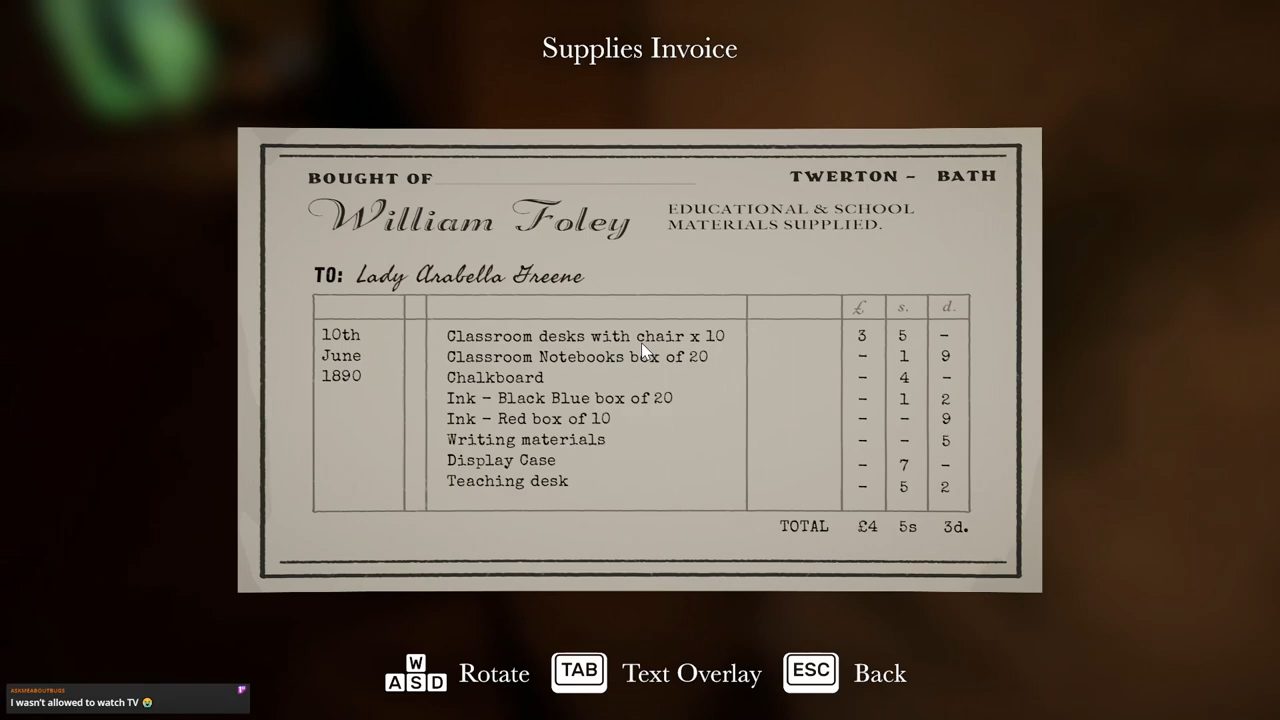 Supplies Invoice
BOUGHT OF
TWERTON - BATH
William Foley
EDUCATIONAL & SCHOOL
MATERIALS SUPPLIED.
TO: Lady Arabella Greene
£ s. d.
10th Classroom desks with chair x 10 3 5 -
June Classroom Notebooks box of 20 - 1 9
1890 Chalkboard - 4 -
Ink - Black Blue box of 20 - 1 2
Ink - Red box of 10 - - 9
Writing materials - - 5
Display Case - 7 -
Teaching desk - 5 2
TOTAL £4 5s 3d.
W
A S D Rotate TAB Text Overlay ESC Back
ASKMEABOUTBUGS
I wasn't allowed to watch TV 😭